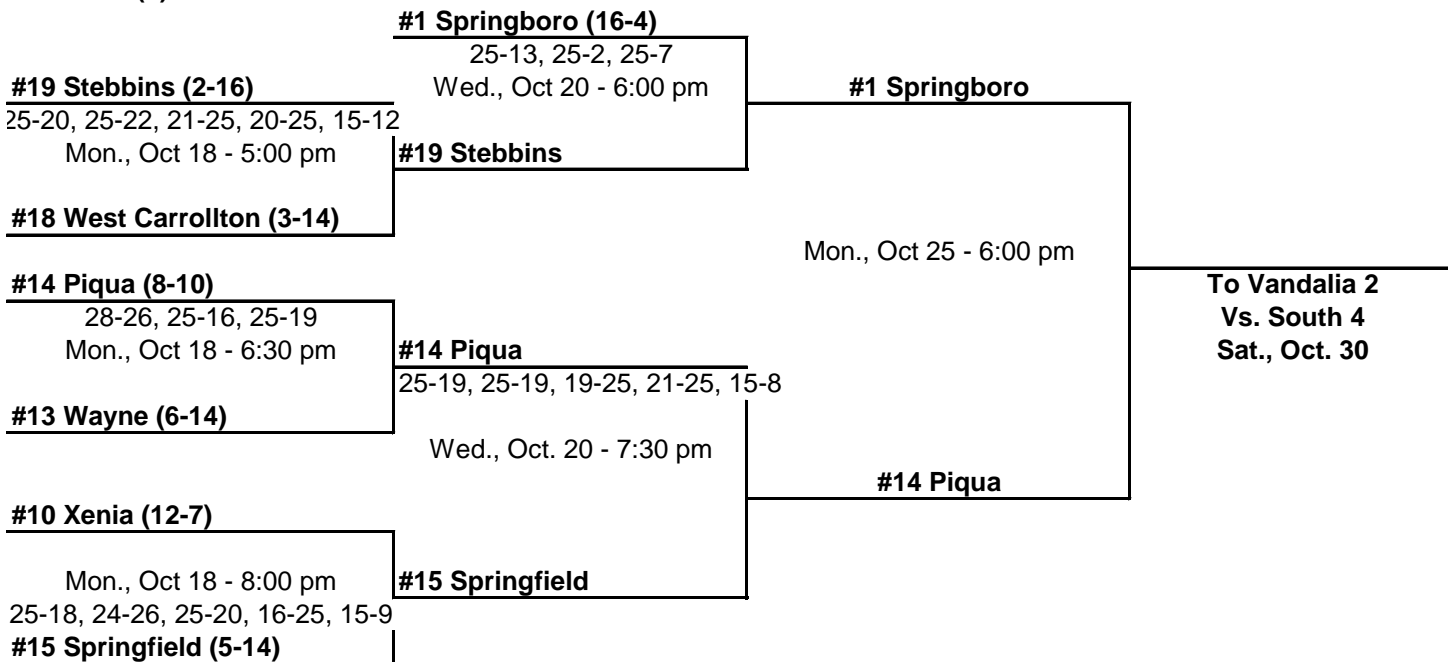 #1 Springboro (16-4)
25-13, 25-2, 25-7
#19 Stebbins (2-16)
Wed., Oct 20 - 6:00 pm
#1 Springboro
25-20, 25-22, 21-25, 20-25, 15-12
Mon., Oct 18 - 5:00 pm
#19 Stebbins
#18 West Carrollton (3-14)
Mon., Oct 25 - 6:00 pm
#14 Piqua (8-10)
To Vandalia 2
28-26, 25-16, 25-19
Vs. South 4
Mon., Oct 18 - 6:30 pm
#14 Piqua
Sat., Oct. 30
25-19, 25-19, 19-25, 21-25, 15-8
#13 Wayne (6-14)
Wed., Oct. 20 - 7:30 pm
#14 Piqua
#10 Xenia (12-7)
Mon., Oct 18 - 8:00 pm
#15 Springfield
25-18, 24-26, 25-20, 16-25, 15-9
#15 Springfield (5-14)